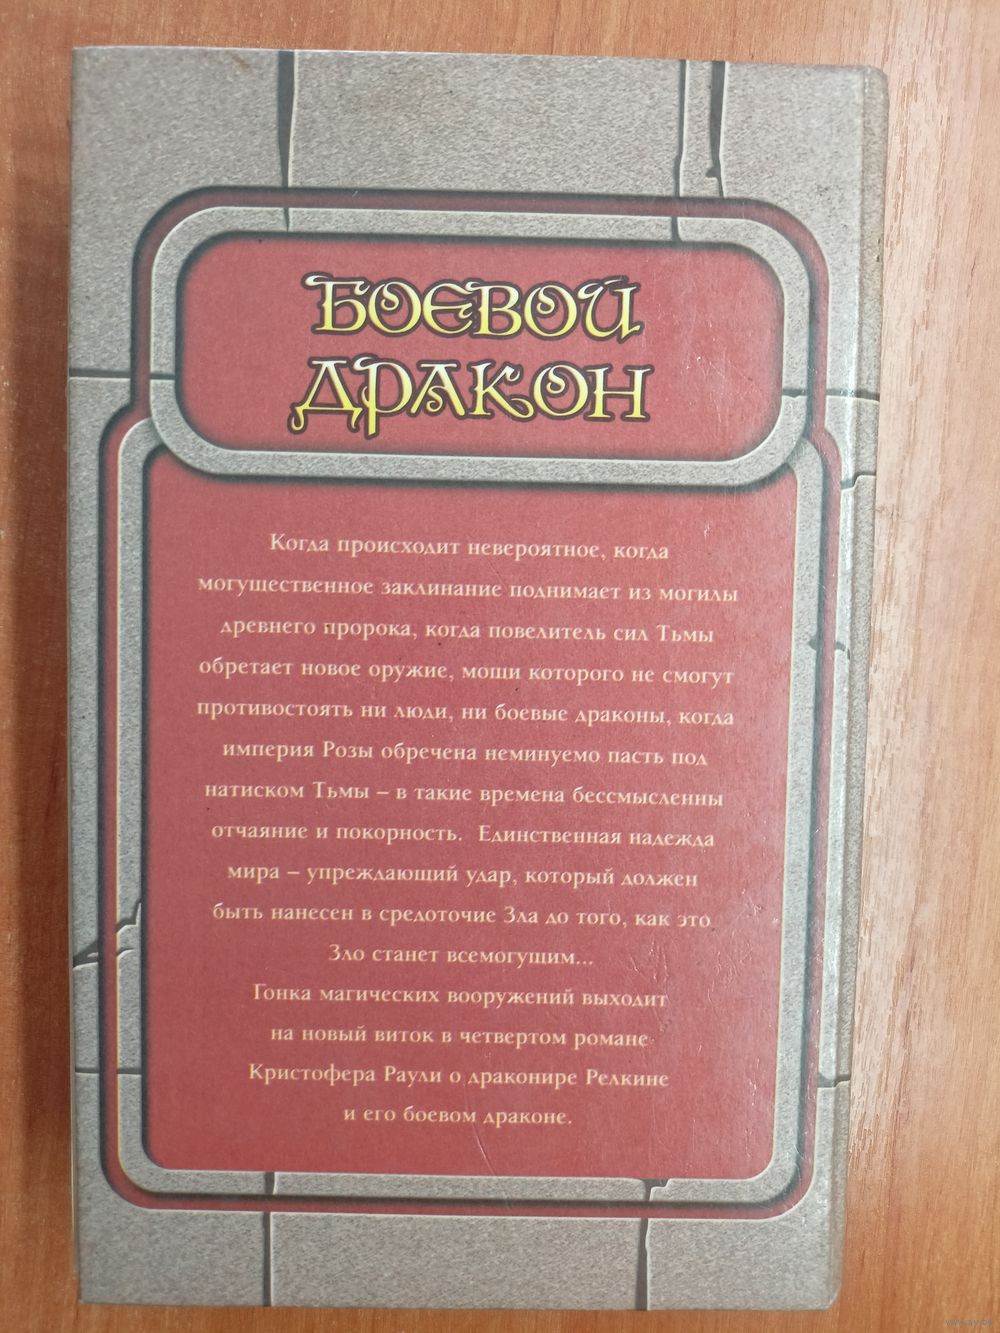 БОЕВОЙ
ДРАКОН
Когда происходит невероятное, когда
могущественное заклинание поднимает из могилы
древнего пророка, когда повелитель сил Тьмы
обретает новое оружие, мощи которого не смогут
противостоять ни люди, ни боевые драконы, когда
империя Розы обречена неминуемо пасть под
натиском Тьмы – в такие времена бессмысленны
отчаяние и покорность. Единственная надежда
мира – упреждающий удар, который должен
быть нанесен в средоточие Зла до того, как это
Зло станет всемогущим...
Гонка магических вооружений выходит
на новый виток в четвертом романе
Кристофера Раули о драконире Релкине
и его боевом драконе.